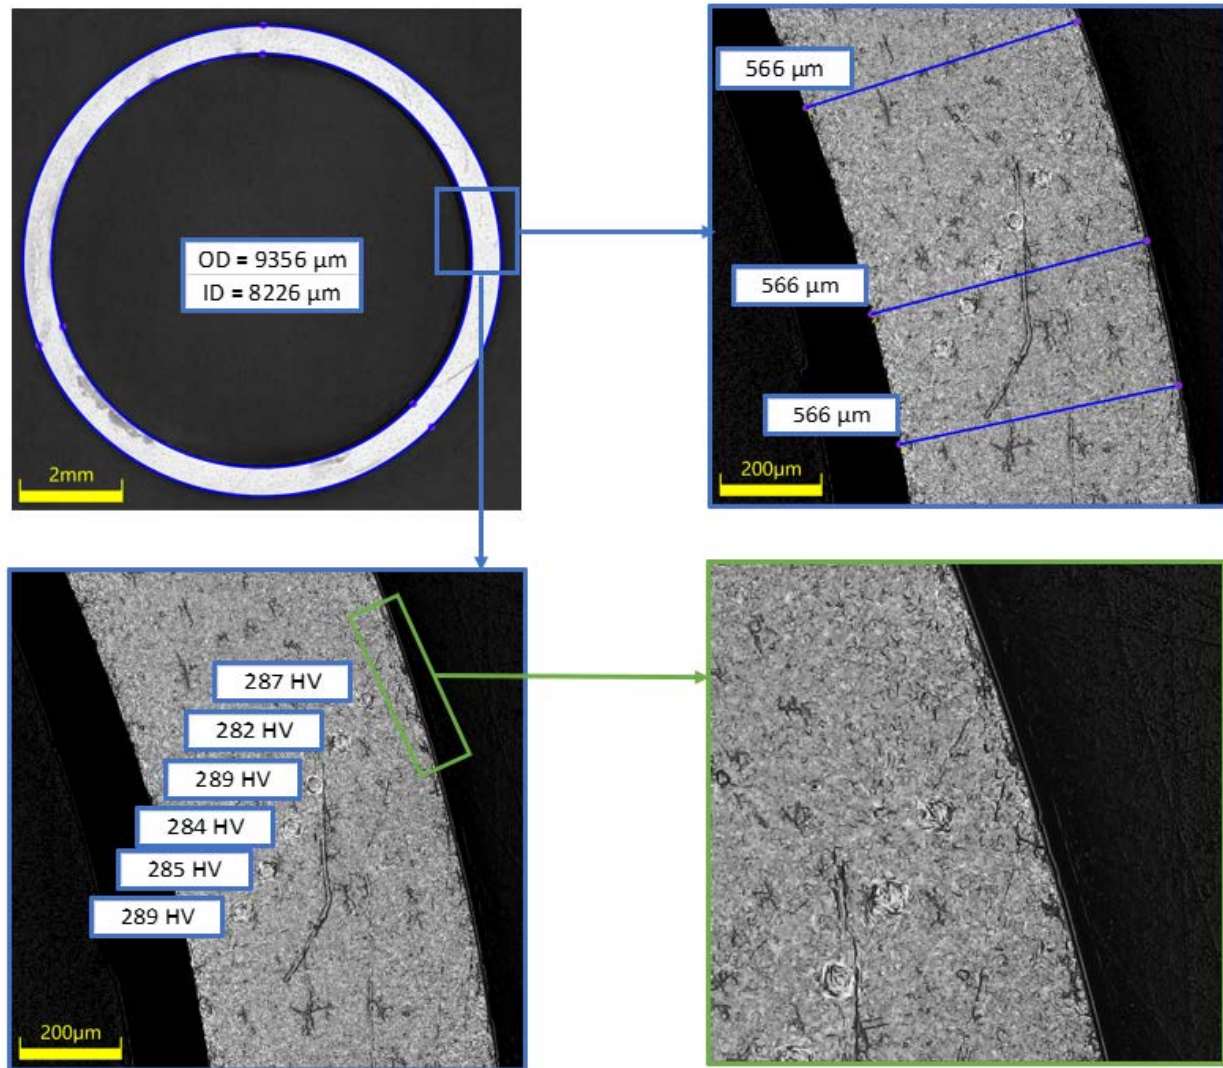 OD = 9356 µm
ID = 8226 µm
2mm
566 µm
566 µm
566 µm
200µm
287 HV
282 HV
289 HV
284 HV
285 HV
289 HV
200µm